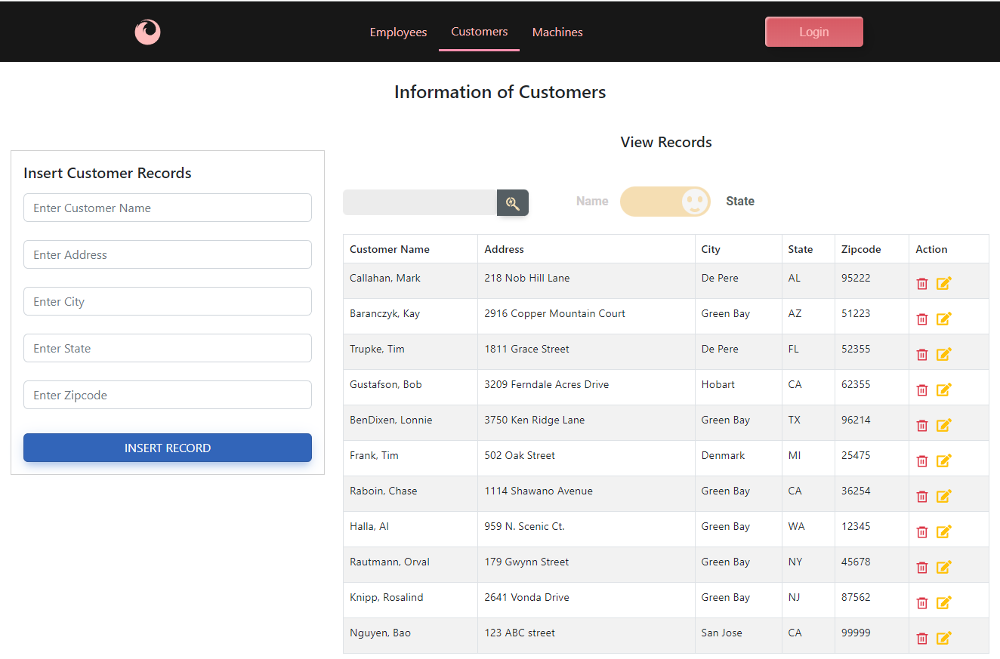 Employees Customers Machines Login
Information of Customers
View Records
Insert Customer Records
Enter Customer Name
Enter Address
Enter City
Enter State
Enter Zipcode
INSERT RECORD
Name State
Customer Name Address City State Zipcode Action
Callahan, Mark 218 Nob Hill Lane De Pere AL 95222
Baranczyk, Kay 2916 Copper Mountain Court Green Bay AZ 51223
Trupke, Tim 1811 Grace Street De Pere FL 52355
Gustafson, Bob 3209 Ferndale Acres Drive Hobart CA 62355
BenDixen, Lonnie 3750 Ken Ridge Lane Green Bay TX 96214
Frank, Tim 502 Oak Street Denmark MI 25475
Raboin, Chase 1114 Shawano Avenue Green Bay CA 36254
Halla, Al 959 N. Scenic Ct. Green Bay WA 12345
Rautmann, Orval 179 Gwynn Street Green Bay NY 45678
Knipp, Rosalind 2641 Vonda Drive Green Bay NJ 87562
Nguyen, Bao 123 ABC street San Jose CA 99999